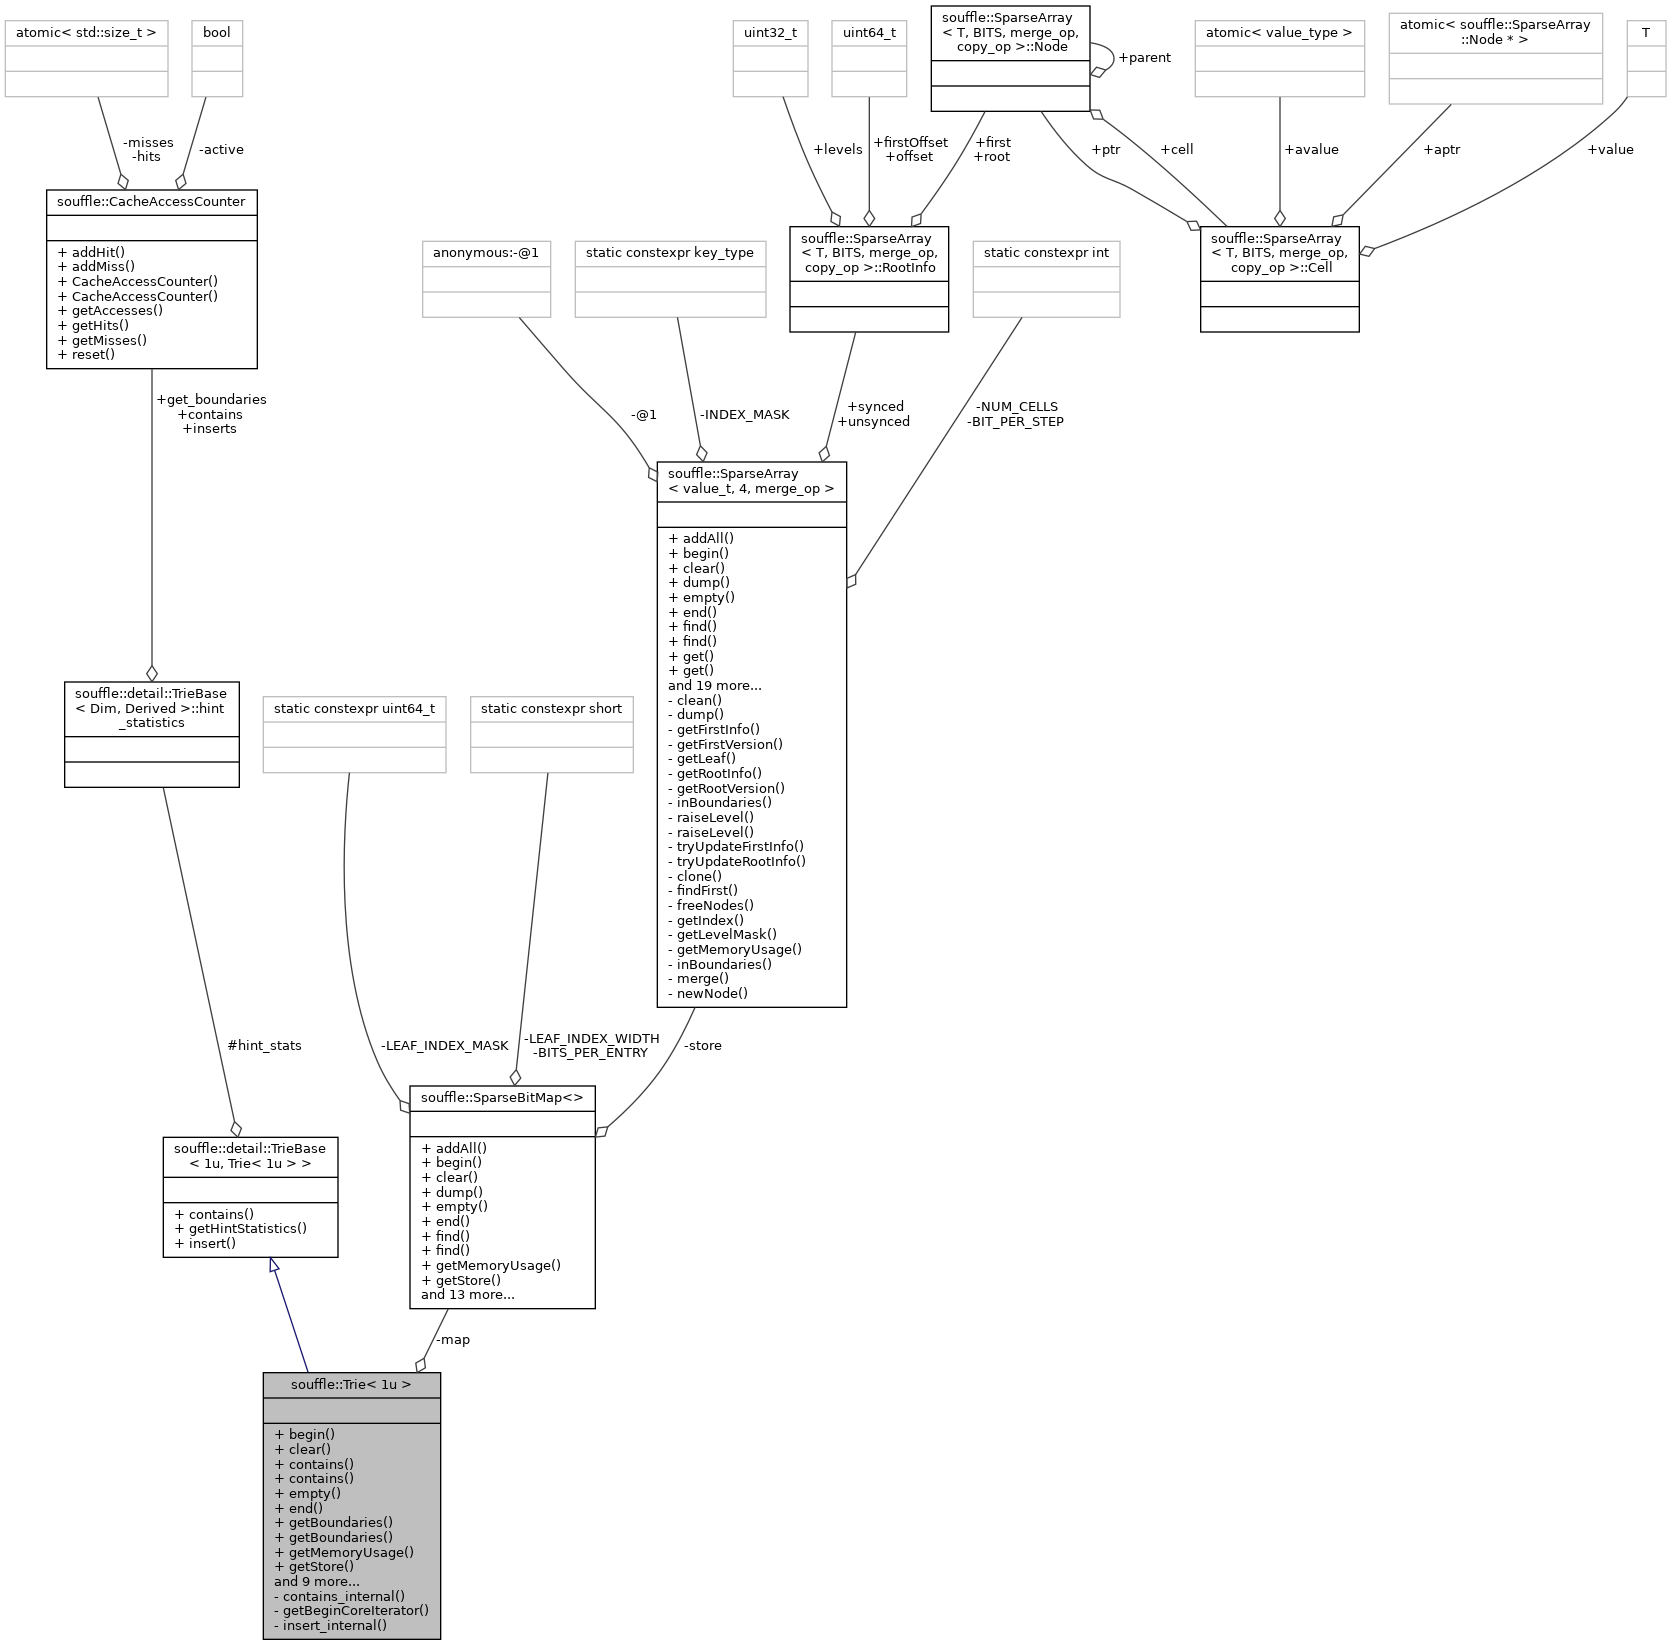 atomic< std::size_t >
bool
uint32_t
uint64_t
souffle::SparseArray
< T, BITS, merge_op,
copy_op >::Node
+parent
atomic< value_type >
atomic< souffle::SparseArray
::Node * >
T
-misses
-hits
-active
+levels
+firstOffset
+offset
+first
+root
+ptr
+cell
+avalue
+aptr
+value
souffle::CacheAccessCounter
+ addHit()
+ addMiss()
+ CacheAccessCounter()
+ CacheAccessCounter()
+ getAccesses()
+ getHits()
+ getMisses()
+ reset()
anonymous:-@1
static constexpr key_type
souffle::SparseArray
< T, BITS, merge_op,
copy_op >::RootInfo
static constexpr int
souffle::SparseArray
< T, BITS, merge_op,
copy_op >::Cell
+get_boundaries
+contains
+inserts
-@1
-INDEX_MASK
+synced
+unsynced
-NUM_CELLS
-BIT_PER_STEP
souffle::SparseArray
< value_t, 4, merge_op >
+ addAll()
+ begin()
+ clear()
+ dump()
+ empty()
+ end()
+ find()
+ find()
+ get()
+ get()
and 19 more...
- clean()
- dump()
- getFirstInfo()
- getFirstVersion()
- getLeaf()
- getRootInfo()
- getRootVersion()
- inBoundaries()
- raiseLevel()
- raiseLevel()
- tryUpdateFirstInfo()
- tryUpdateRootInfo()
- clone()
- findFirst()
- freeNodes()
- getIndex()
- getLevelMask()
- getMemoryUsage()
- inBoundaries()
- merge()
- newNode()
souffle::detail::TrieBase
< Dim, Derived >::hint
_statistics
static constexpr uint64_t
static constexpr short
#hint_stats
-LEAF_INDEX_MASK
-LEAF_INDEX_WIDTH
-BITS_PER_ENTRY
-store
souffle::SparseBitMap<>
+ addAll()
+ begin()
+ clear()
+ dump()
+ empty()
+ end()
+ find()
+ find()
+ getMemoryUsage()
+ getStore()
and 13 more...
souffle::detail::TrieBase
< 1u, Trie< 1u > >
+ contains()
+ getHintStatistics()
+ insert()
-map
souffle::Trie< 1u >
+ begin()
+ clear()
+ contains()
+ contains()
+ empty()
+ end()
+ getBoundaries()
+ getBoundaries()
+ getMemoryUsage()
+ getStore()
and 9 more...
- contains_internal()
- getBeginCoreIterator()
- insert_internal()